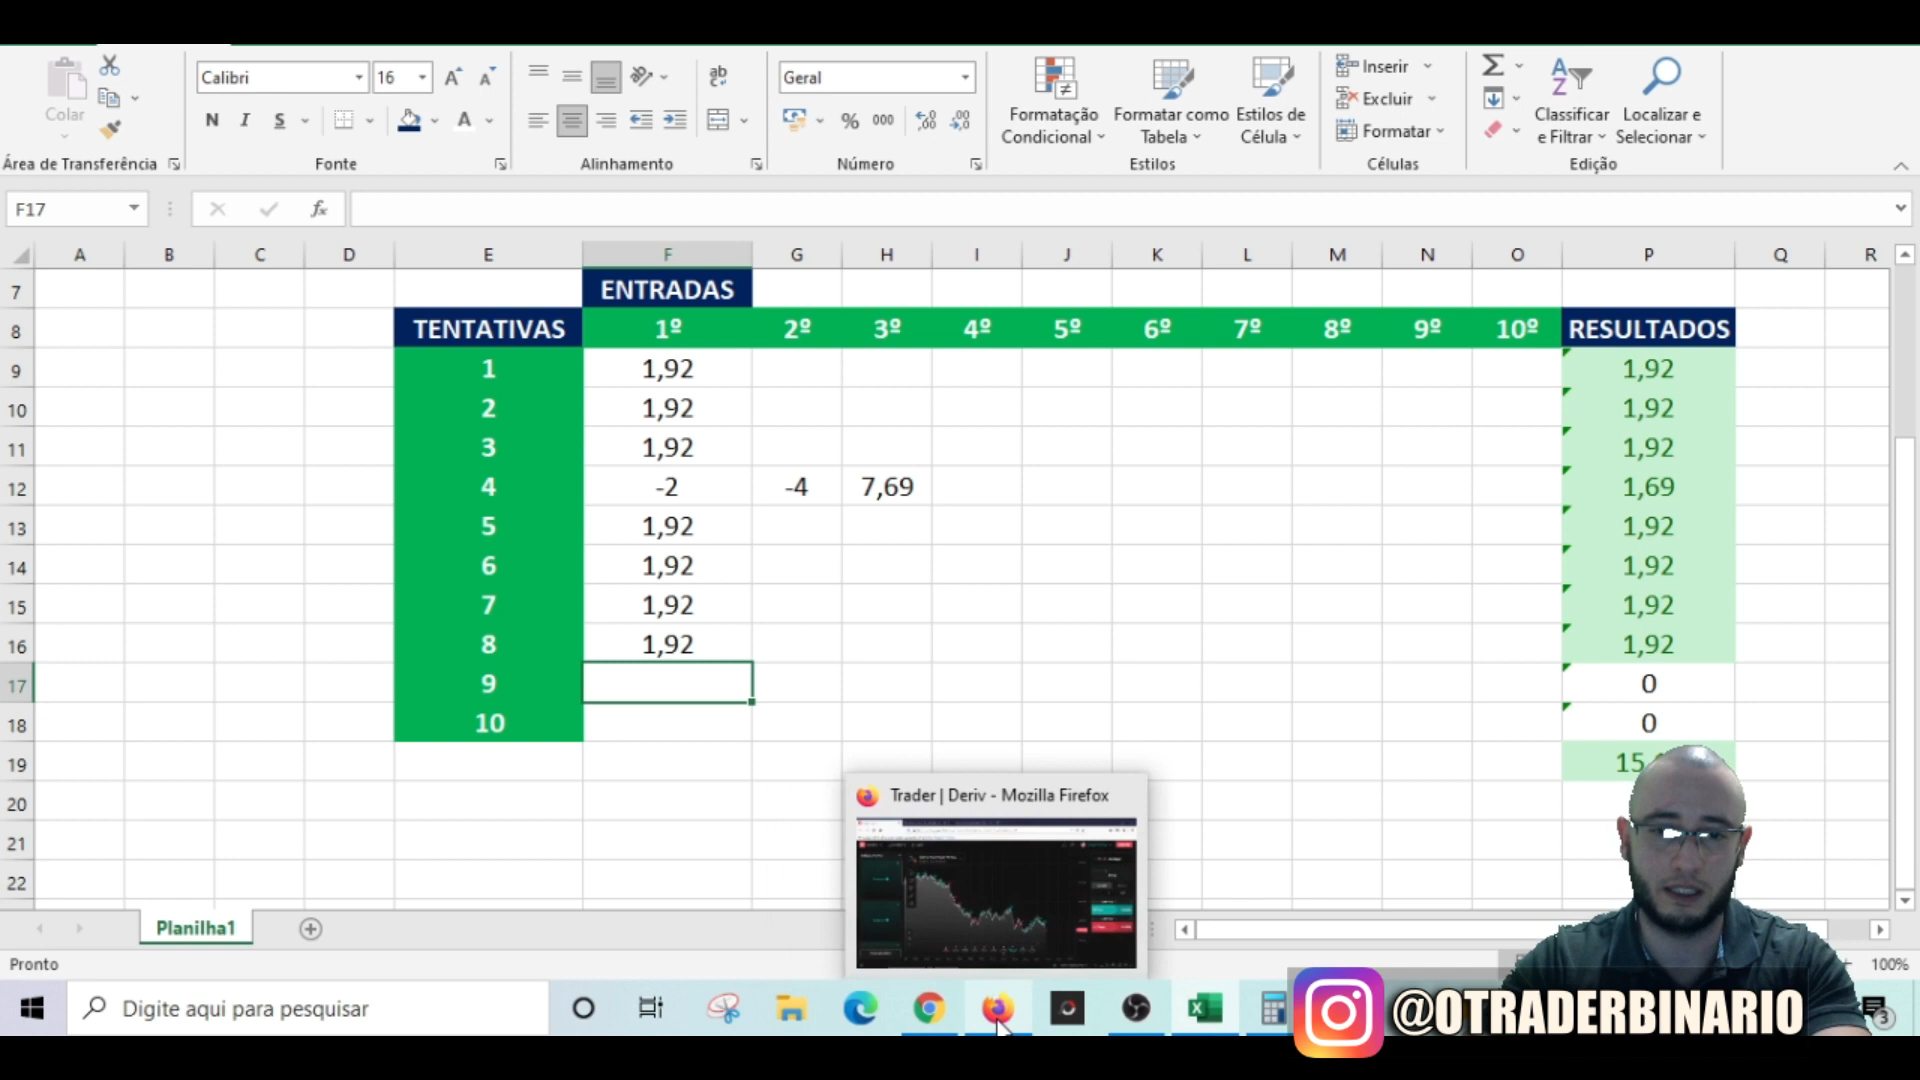 Colar
Área de Transferência
Calibri
16
N I S
Fonte
ab
Alinhamento
Geral
% 000
Número
Formatação Condicional
Formatar como Tabela
Estilos de Célula
Estilos
Inserir
Excluir
Formatar
Células
Classificar e Filtrar
Localizar e Selecionar
Edição
F17
fx
A B C D E F G H I J K L M N O P Q R
7 ENTRADAS
8 TENTATIVAS 1º 2º 3º 4º 5º 6º 7º 8º 9º 10º RESULTADOS
9 1 1,92 1,92
10 2 1,92 1,92
11 3 1,92 1,92
12 4 -2 -4 7,69 1,69
13 5 1,92 1,92
14 6 1,92 1,92
15 7 1,92 1,92
16 8 1,92 1,92
17 9 0
18 10 0
19
20
21
22
Trader | Deriv - Mozilla Firefox
Planilha1
Pronto
100%
Digite aqui para pesquisar
@OTRADERBINARIO
3